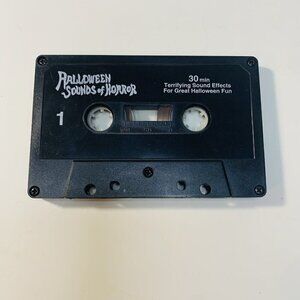 HALLOWEEN
SOUNDS of HORROR
30 min
Terrifying Sound Effects
For Great Halloween Fun
1